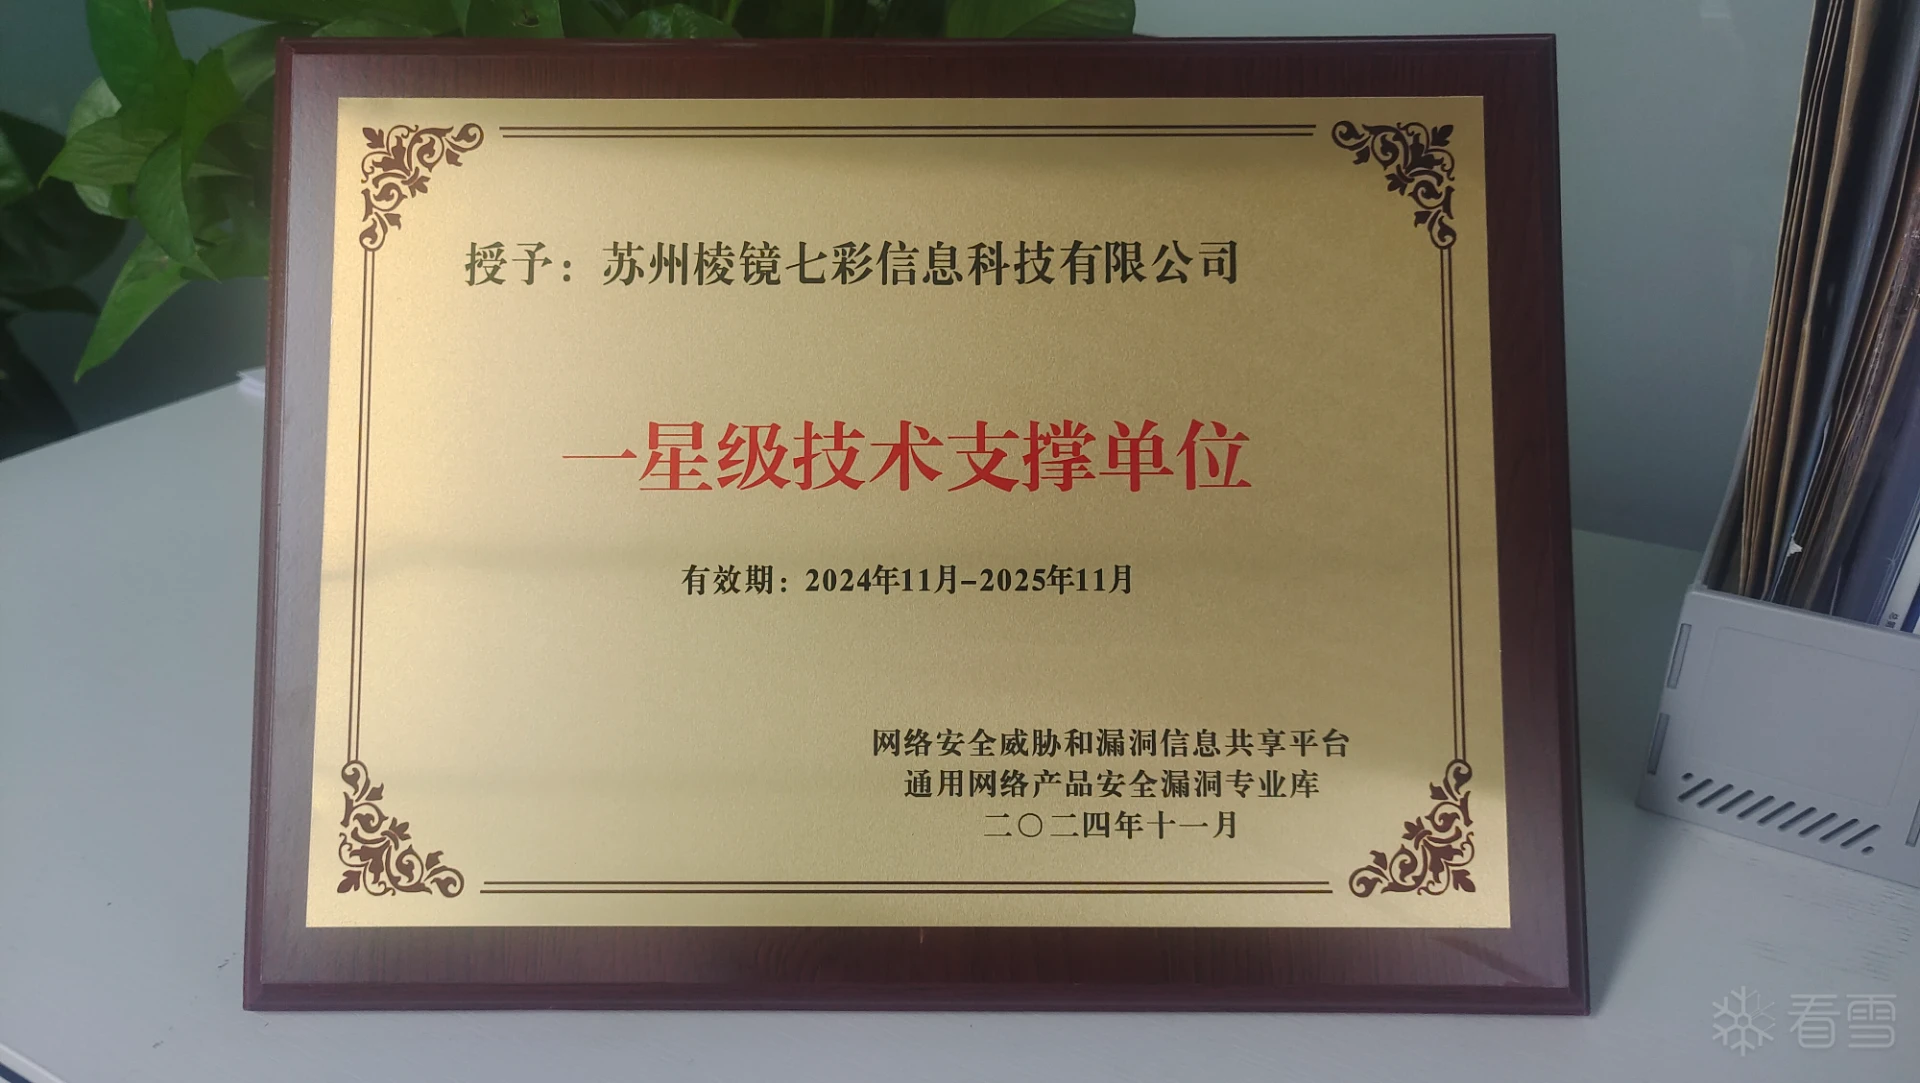 授予：苏州棱镜七彩信息科技有限公司
一星级技术支撑单位
有效期：2024年11月-2025年11月
网络安全威胁和漏洞信息共享平台
通用网络产品安全漏洞专业库
二〇二四年十一月
看雪